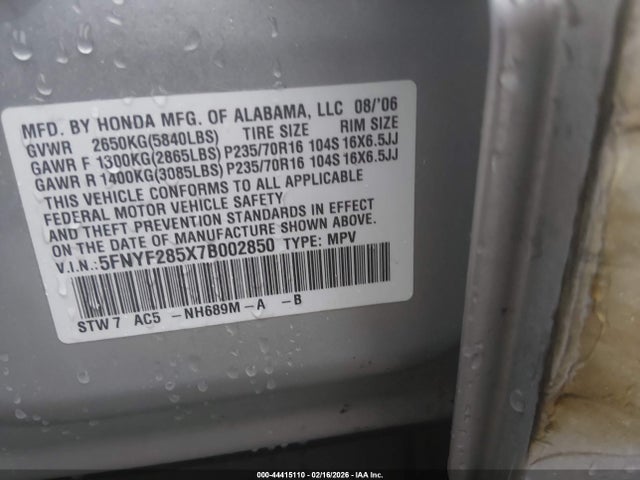 MFD. BY HONDA MFG. OF ALABAMA, LLC 08/'06
GVWR 2650KG(5840LBS) TIRE SIZE RIM SIZE
GAWR F 1300KG(2865LBS) P235/70R16 104S 16X6.5JJ
GAWR R 1400KG(3085LBS) P235/70R16 104S 16X6.5JJ
THIS VEHICLE CONFORMS TO ALL APPLICABLE
FEDERAL MOTOR VEHICLE SAFETY
AND THEFT PREVENTION STANDARDS IN EFFECT
ON THE DATE OF MANUFACTURE SHOWN ABOVE.
V.I.N.: 5FNYF285X7B002850 TYPE: MPV
STW7 AC5 -NH689M-A -B
000-44415110 - 02/16/2026 - IAA Inc.